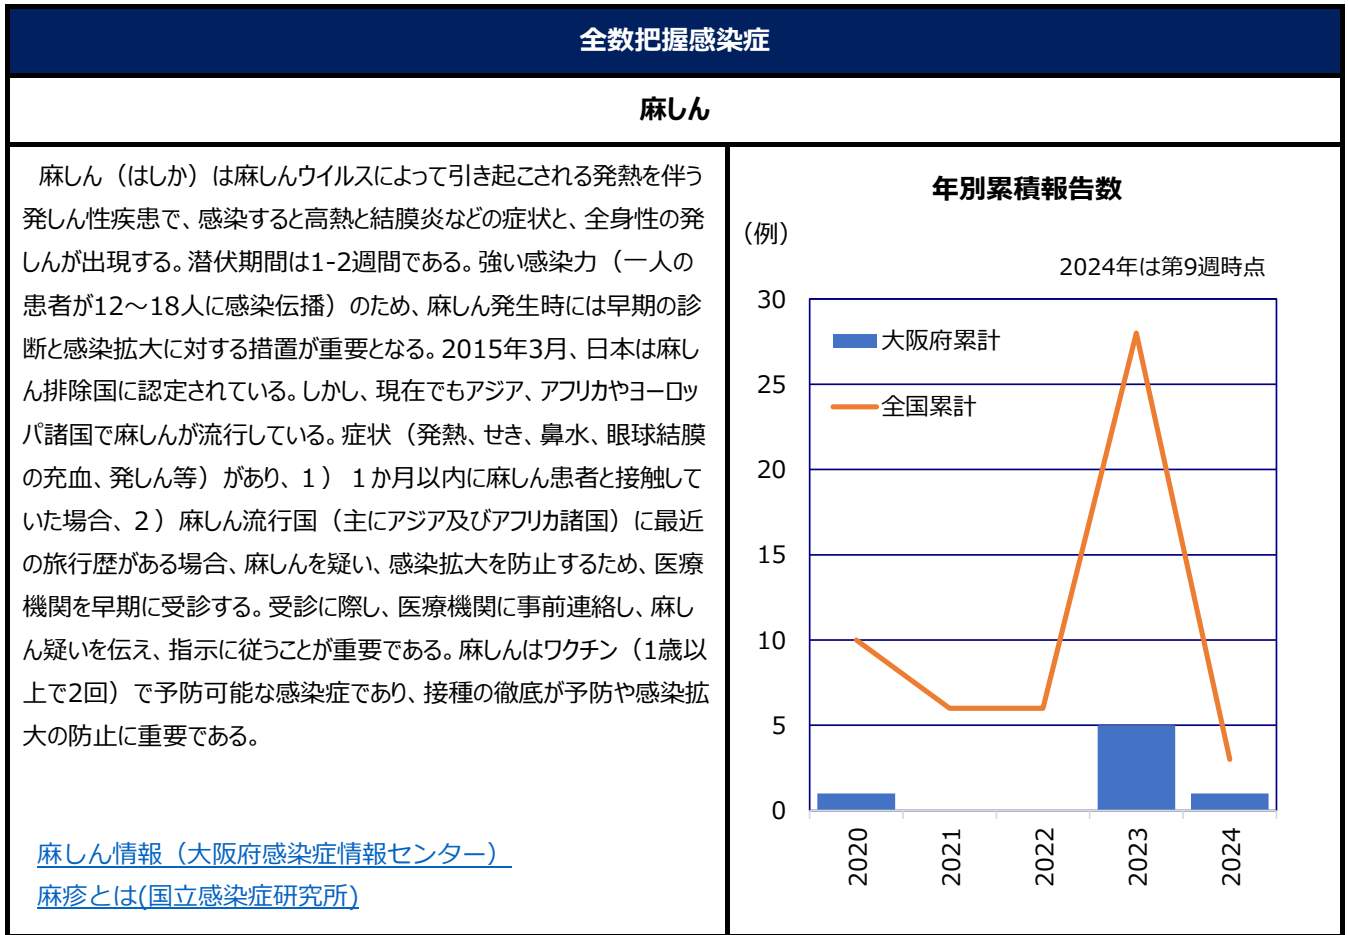 全数把握感染症
麻しん
麻しん（はしか）は麻しんウイルスによって引き起こされる発熱を伴う
発しん性疾患で、感染すると高熱と結膜炎などの症状と、全身性の発
しんが出現する。潜伏期間は1-2週間である。強い感染力（一人の
患者が12～18人に感染伝播）のため、麻しん発生時には早期の診
断と感染拡大に対する措置が重要となる。2015年3月、日本は麻し
ん排除国に認定されている。しかし、現在でもアジア、アフリカやヨーロッ
パ諸国で麻しんが流行している。症状（発熱、せき、鼻水、眼球結膜
の充血、発しん等）があり、１）１か月以内に麻しん患者と接触して
いた場合、２）麻しん流行国（主にアジア及びアフリカ諸国）に最近
の旅行歴がある場合、麻しんを疑い、感染拡大を防止するため、医療
機関を早期に受診する。受診に際し、医療機関に事前連絡し、麻し
ん疑いを伝え、指示に従うことが重要である。麻しんはワクチン（1歳以
上で2回）で予防可能な感染症であり、接種の徹底が予防や感染拡
大の防止に重要である。
麻しん情報（大阪府感染症情報センター）
麻疹とは(国立感染症研究所)
年別累積報告数
（例）
2024年は第9週時点
30
25
20
15
10
5
0
大阪府累計
全国累計
2020
2021
2022
2023
2024